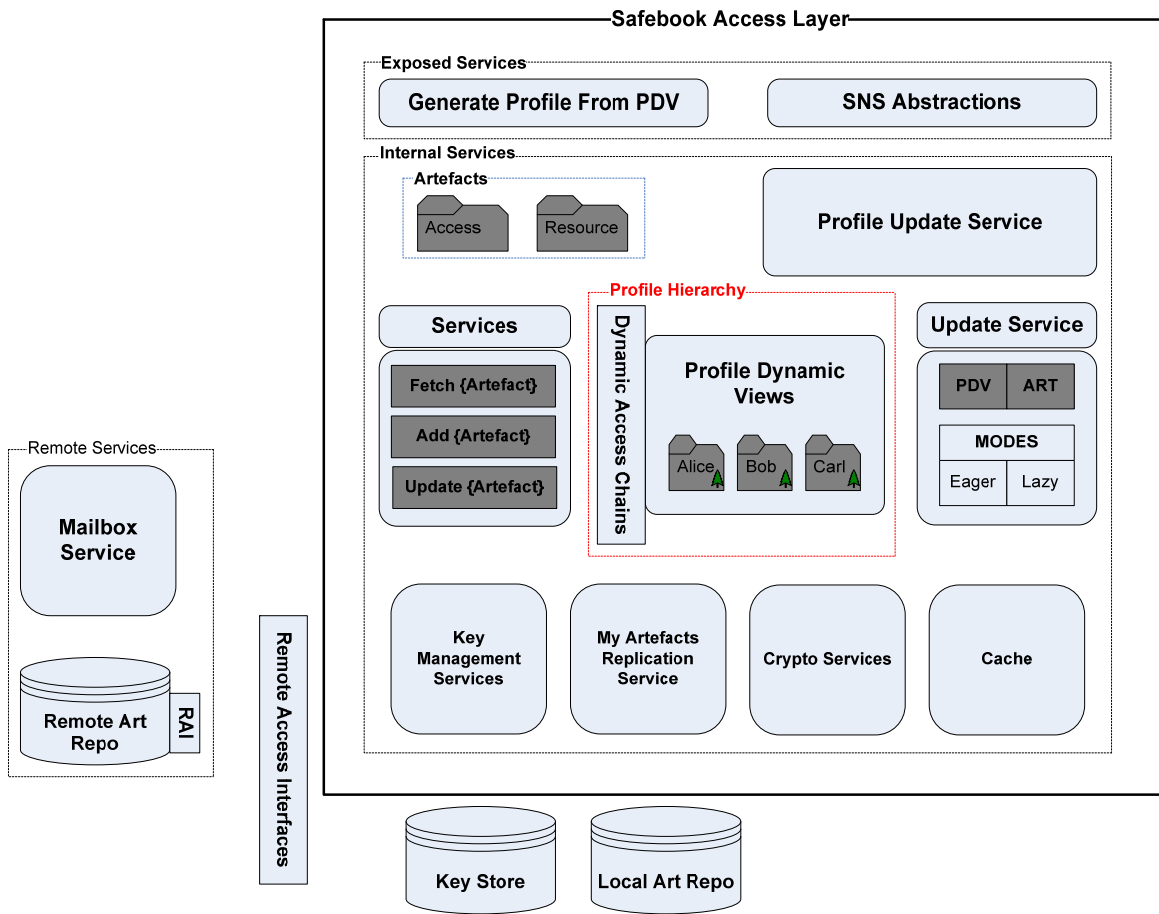 Safebook Access Layer
Exposed Services
Generate Profile From PDV
SNS Abstractions
Internal Services
Artefacts
Access
Resource
Profile Update Service
Profile Hierarchy
Dynamic Access Chains
Profile Dynamic
Views
Alice
Bob
Carl
Services
Fetch {Artefact}
Add {Artefact}
Update {Artefact}
Update Service
PDV
ART
MODES
Eager
Lazy
Remote Services
Mailbox
Service
Remote Art
Repo
RAI
Remote Access Interfaces
Key
Management
Services
My Artefacts
Replication
Service
Crypto Services
Cache
Key Store
Local Art Repo